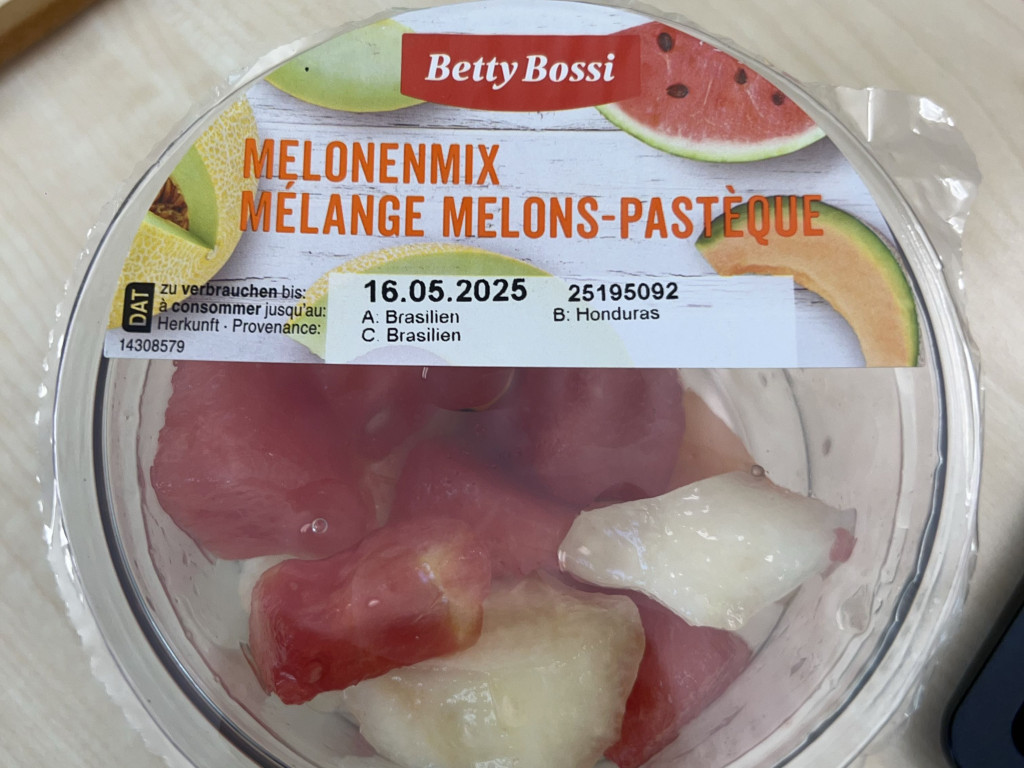 Betty Bossi
MELONENMIX
MÉLANGE MELONS-PASTÈQUE
DAT
zu verbrauchen bis:
à consommer jusqu'au:
Herkunft · Provenance:
14308579
16.05.2025 25195092
A: Brasilien B: Honduras
C. Brasilien